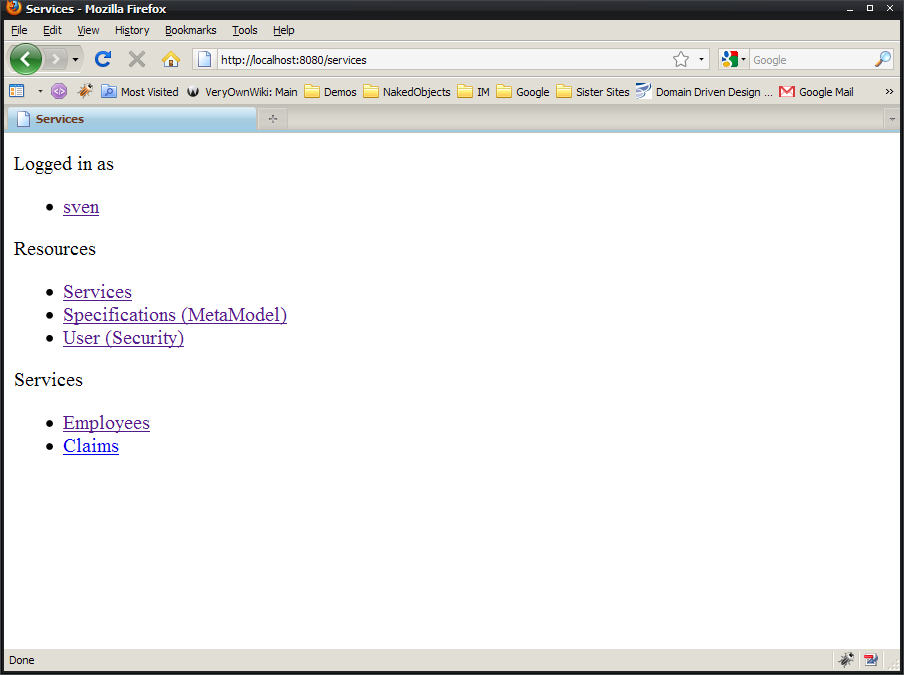 Services - Mozilla Firefox
File Edit View History Bookmarks Tools Help
http://localhost:8080/services Google
Most Visited VeryOwnWiki: Main Demos NakedObjects IM Google Sister Sites Domain Driven Design ... Google Mail »
Services
Logged in as
sven
Resources
Services
Specifications (MetaModel)
User (Security)
Services
Employees
Claims
Done